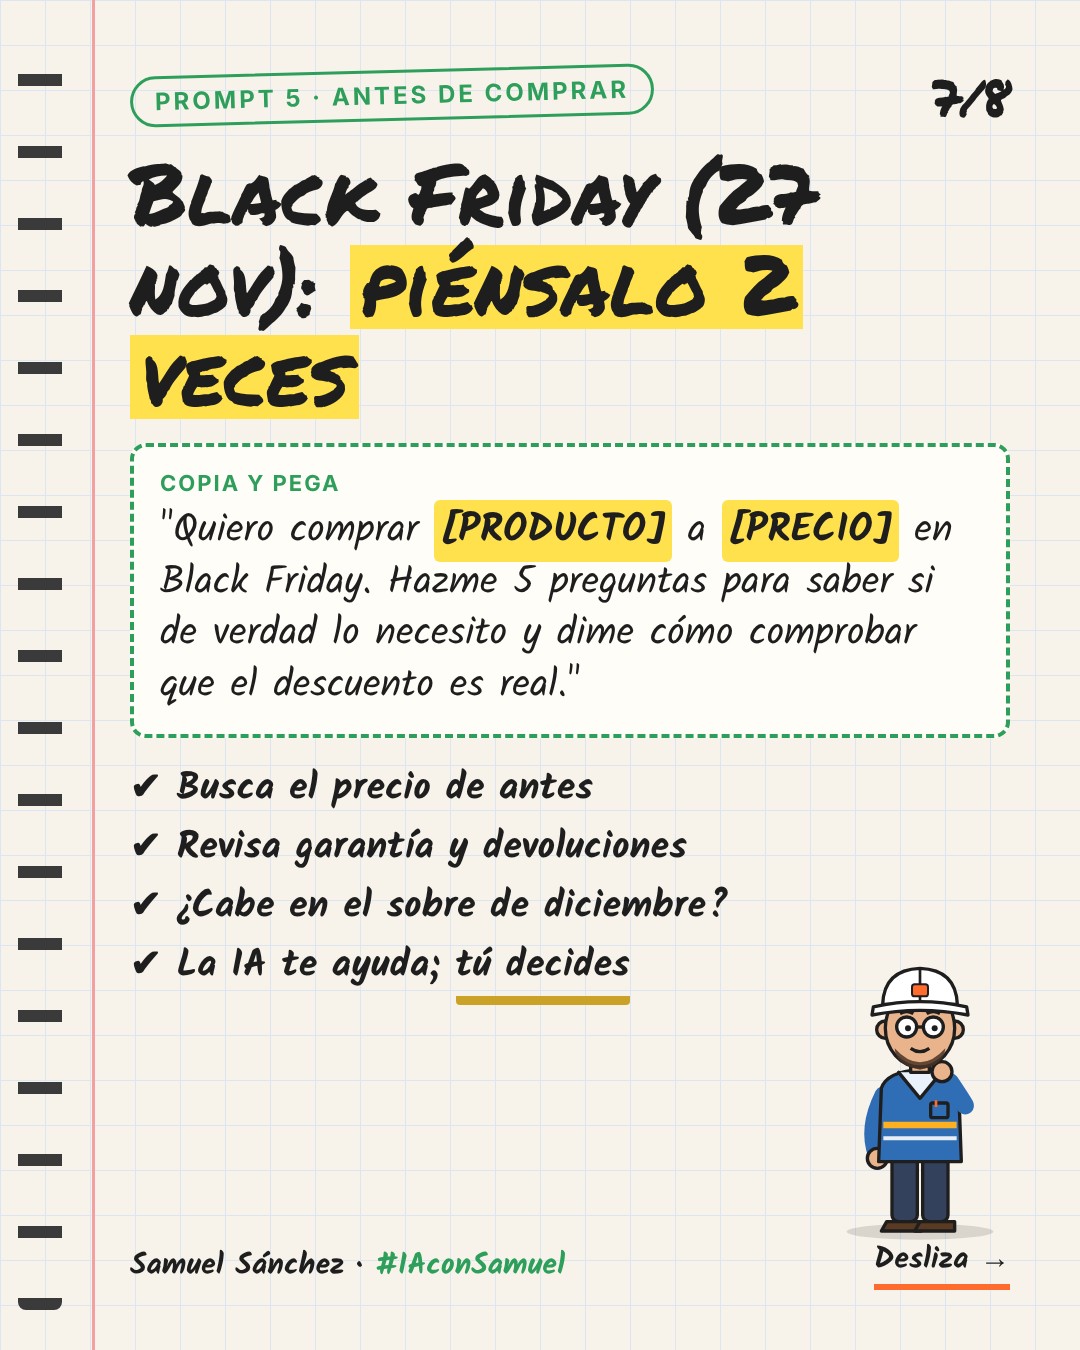 PROMPT 5 · ANTES DE COMPRAR
7/8
BLACK FRIDAY (27
NOV): PIÉNSALO 2
VECES
COPIA Y PEGA
"Quiero comprar [PRODUCTO] a [PRECIO] en
Black Friday. Hazme 5 preguntas para saber si
de verdad lo necesito y dime cómo comprobar
que el descuento es real."
✔ Busca el precio de antes
✔ Revisa garantía y devoluciones
✔ ¿Cabe en el sobre de diciembre?
✔ La IA te ayuda; tú decides
Samuel Sánchez · #IAconSamuel
Desliza →